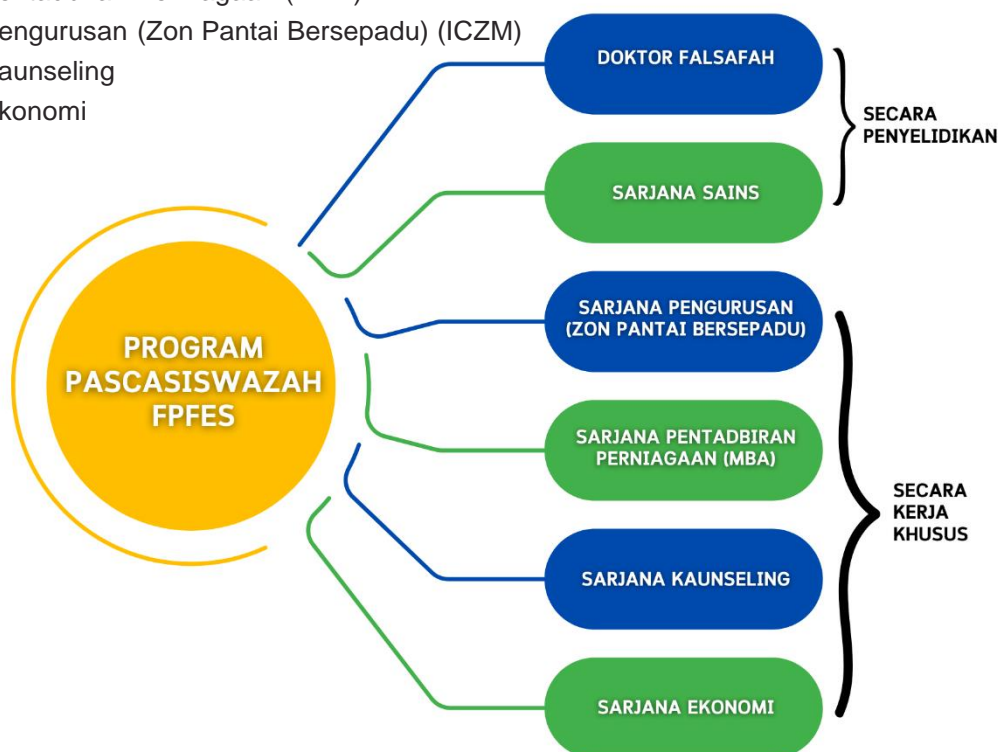 engurusan (Zon Pantai Bersepadu) (ICZM)
aunseling
konomi
DOKTOR FALSAFAH
SECARA
PENYELIDIKAN
SARJANA SAINS
SARJANA PENGURUSAN
(ZON PANTAI BERSEPADU)
PROGRAM
PASCASISWAZAH
FPFES
SARJANA PENTADBIRAN
PERNIAGAAN (MBA)
SECARA
KERJA
KHUSUS
SARJANA KAUNSELING
SARJANA EKONOMI